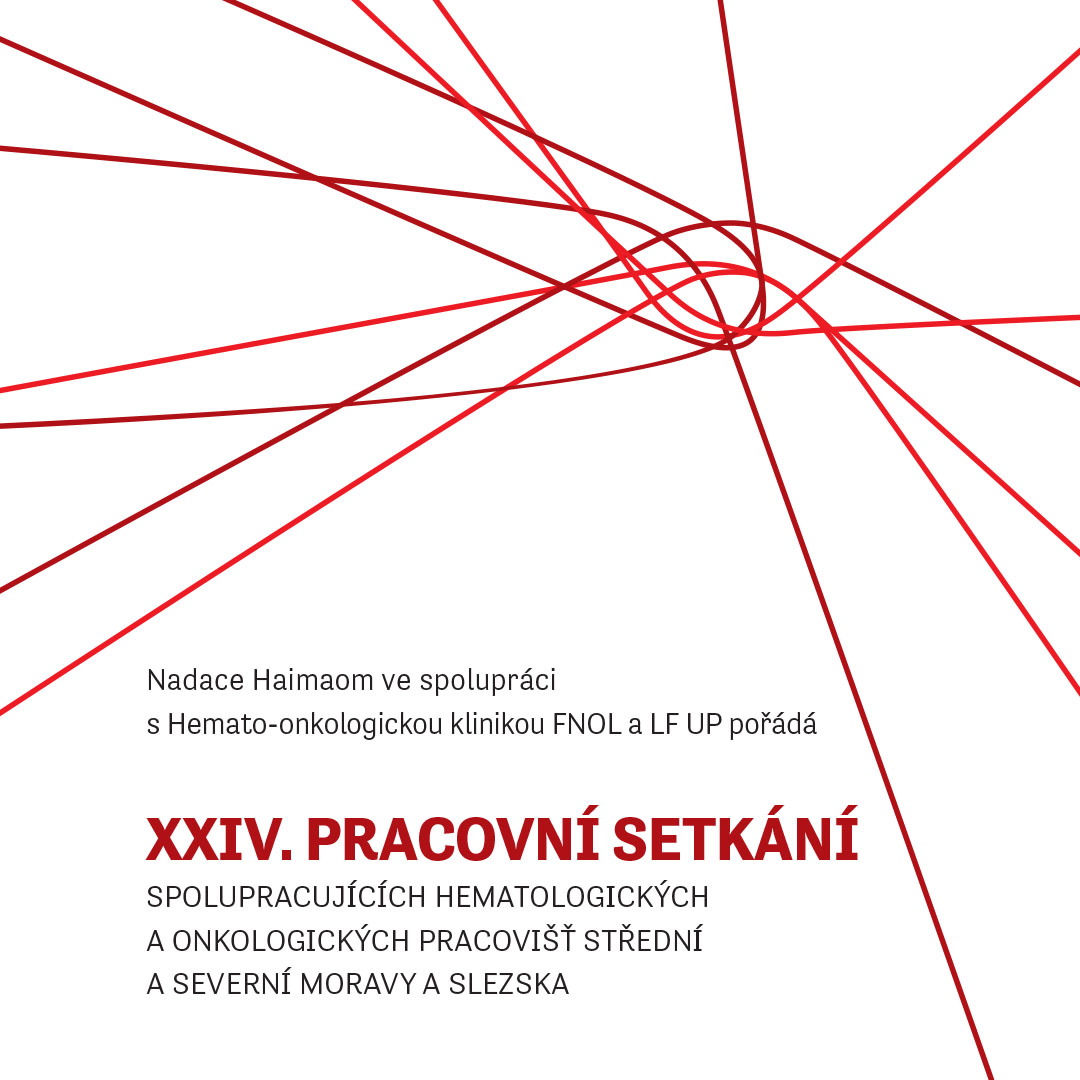 Nadace Haimaom ve spolupráci
s Hemato-onkologickou klinikou FNOL a LF UP pořádá
XXIV. PRACOVNÍ SETKÁNÍ
SPOLUPRACUJÍCÍCH HEMATOLOGICKÝCH
A ONKOLOGICKÝCH PRACOVIŠŤ STŘEDNÍ
A SEVERNÍ MORAVY A SLEZSKA